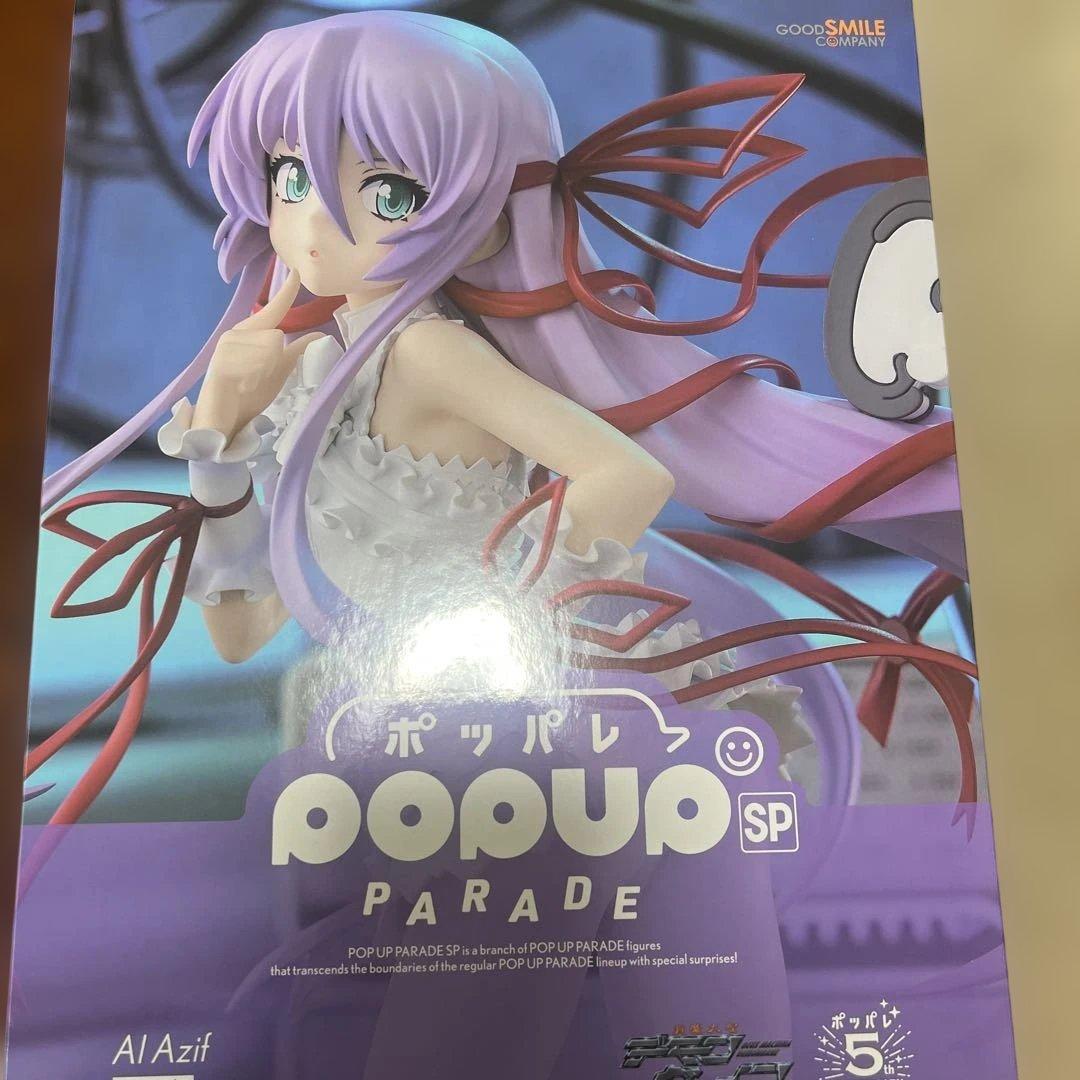 GOOD SMILE
COMPANY
ポッパレ
POPUP
SP
PARADE
POP UP PARADE SP is a branch of POP UP PARADE figures
that transcends the boundaries of the regular POP UP PARADE lineup with special surprises!
Al Azif
ポッパレ
5th